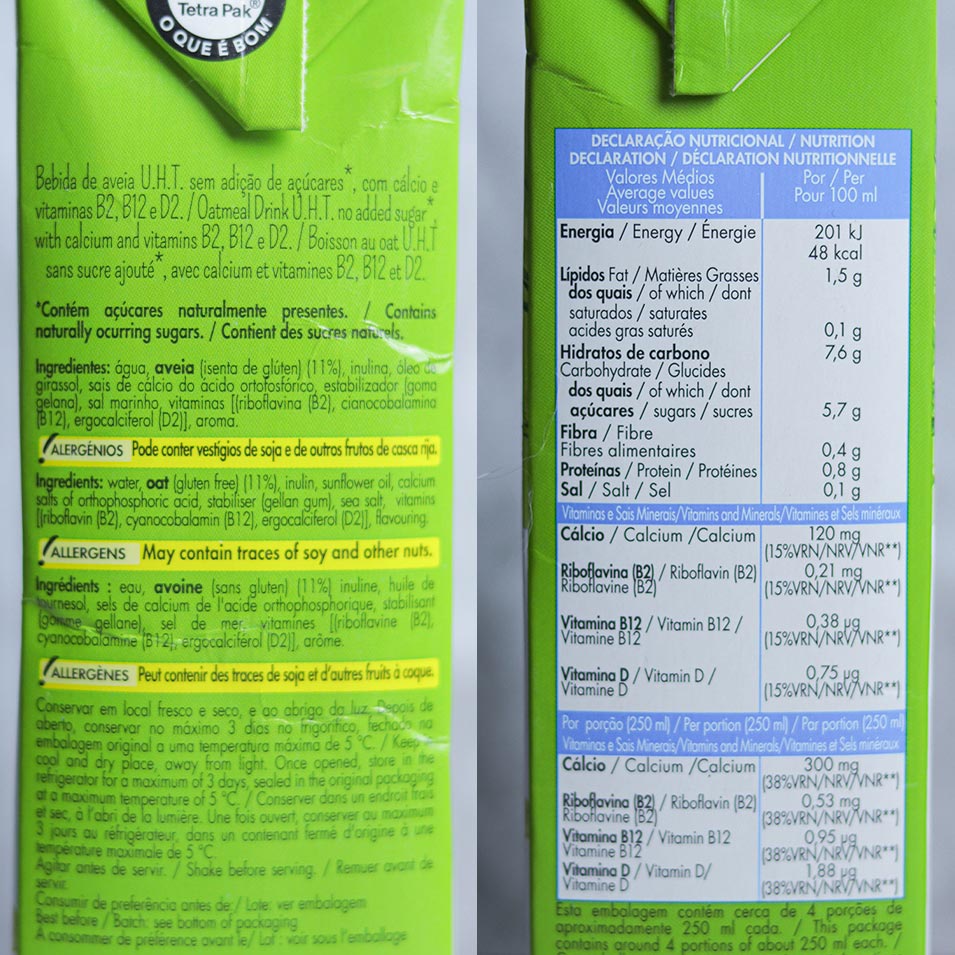 Tetra Pak®
O QUE É BOM
Bebida de aveia U.H.T. sem adição de açúcares*, com cálcio e
vitaminas B2, B12 e D2. / Oatmeal Drink U.H.T. no added sugar*
with calcium and vitamins B2, B12 e D2. / Boisson au oat U.H.T
sans sucre ajouté*, avec calcium et vitamines B2, B12 et D2.
*Contém açúcares naturalmente presentes. / Contains
naturally ocurring sugars. / Contient des sucres naturels.
Ingredientes: água, aveia (isenta de glúten) (11%), inulina, óleo de
girassol, sais de cálcio do ácido ortofosfórico, estabilizador (goma
gelana), sal marinho, vitaminas [(riboflavina (B2), cianocobalamina
(B12), ergocalciferol (D2)], aroma.
ALERGÉNIOS Pode conter vestígios de soja e de outros frutos de casca rija.
Ingredients: water, oat (gluten free) (11%), inulin, sunflower oil, calcium
salts of orthophosphoric acid, stabiliser (gellan gum), sea salt, vitamins
[(riboflavin (B2), cyanocobalamin (B12), ergocalciferol (D2)], flavouring.
ALLERGENS May contain traces of soy and other nuts.
Ingrédients : eau, avoine (sans gluten) (11%) inuline, huile de
tournesol, sels de calcium de l'acide orthophosphorique, stabilisant
(gomme gellane), sel de mer, vitamines [(riboflavine (B2),
cyanocobalamine (B12), ergocalciférol (D2)], arôme.
ALLERGÈNES Peut contenir des traces de soja et d'autres fruits à coque.
Conservar em local fresco e seco, e ao abrigo da luz. Depois de
aberto, conservar no máximo 3 dias no frigorífico, fechado na
embalagem original a uma temperatura máxima de 5 °C. / Keep
cool and dry place, away from light. Once opened, store in the
refrigerator for a maximum of 3 days, sealed in the original packaging
at a maximum temperature of 5 °C. / Conserver dans un endroit frais
et sec, à l'abri de la lumière. Une fois ouvert, conserver au maximum
3 jours au réfrigérateur, dans un contenant fermé d'origine à une
température maximale de 5 °C.
Agitar antes de servir. / Shake before serving. / Remuer avant de
servir.
Consumir de preferência antes de:/ Lote: ver embalagem
Best before / Batch: see bottom of packaging
A consommer de préférence avant le/ Lot : voir sous l'emballage
DECLARAÇÃO NUTRICIONAL / NUTRITION
DECLARATION / DÉCLARATION NUTRITIONNELLE
Valores Médios Por / Per
Average values Pour 100 ml
Valeurs moyennes
Energia / Energy / Énergie 201 kJ
48 kcal
Lípidos Fat / Matières Grasses 1,5 g
dos quais / of which / dont
saturados / saturates
acides gras saturés 0,1 g
Hidratos de carbono 7,6 g
Carbohydrate / Glucides
dos quais / of which / dont
açúcares / sugars / sucres 5,7 g
Fibra / Fibre
Fibres alimentaires 0,4 g
Proteínas / Protein / Protéines 0,8 g
Sal / Salt / Sel 0,1 g
Vitaminas e Sais Minerais/Vitamins and Minerals/Vitamines et Sels minéraux
Cálcio / Calcium /Calcium 120 mg
(15%VRN/NRV/VNR**)
Riboflavina (B2) / Riboflavin (B2) 0,21 mg
Riboflavine (B2) (15%VRN/NRV/VNR**)
Vitamina B12 / Vitamin B12 / 0,38 µg
Vitamine B12 (15%VRN/NRV/VNR**)
Vitamina D / Vitamin D / 0,75 µg
Vitamine D (15%VRN/NRV/VNR**)
Por porção (250 ml) / Per portion (250 ml) / Par portion (250 ml)
Vitaminas e Sais Minerais/Vitamins and Minerals/Vitamines et Sels minéraux
Cálcio / Calcium /Calcium 300 mg
(38%VRN/NRV/VNR**)
Riboflavina (B2) / Riboflavin (B2) 0,53 mg
Riboflavine (B2) (38%VRN/NRV/VNR**)
Vitamina B12 / Vitamin B12 0,95 µg
Vitamine B12 (38%VRN/NRV/VNR**)
Vitamina D / Vitamin D/ 1,88 µg
Vitamine D (38%VRN/NRV/VNR**)
Esta embalagem contém cerca de 4 porções de
aproximadamente 250 ml cada. / This package
contains around 4 portions of about 250 ml each. /